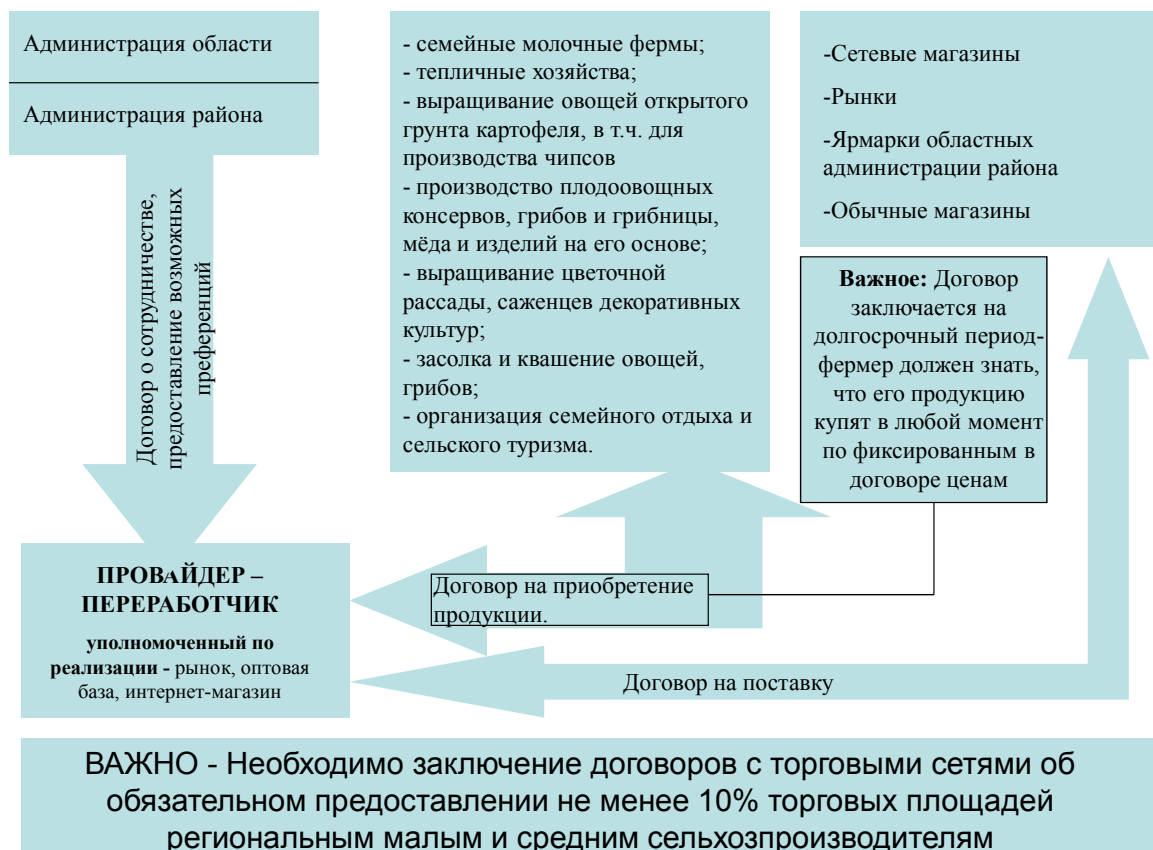 Администрация области
Администрация района
Договор о сотрудничестве,
предоставление возможных
преференций
- семейные молочные фермы;
- тепличные хозяйства;
- выращивание овощей открытого
грунта картофеля, в т.ч. для
производства чипсов
- производство плодоовощных
консервов, грибов и грибницы,
мёда и изделий на его основе;
- выращивание цветочной
рассады, саженцев декоративных
культур;
- засолка и квашение овощей,
грибов;
- организация семейного отдыха и
сельского туризма.
-Сетевые магазины
-Рынки
-Ярмарки областных
администрации района
-Обычные магазины
Важное: Договор
заключается на
долгосрочный период-
фермер должен знать,
что его продукцию
купят в любой момент
по фиксированным в
договоре ценам
ПРОВАЙДЕР –
ПЕРЕРАБОТЧИК
уполномоченный по
реализации - рынок, оптовая
база, интернет-магазин
Договор на приобретение
продукции.
Договор на поставку
ВАЖНО - Необходимо заключение договоров с торговыми сетями об
обязательном предоставлении не менее 10% торговых площадей
региональным малым и средним сельхозпроизводителям